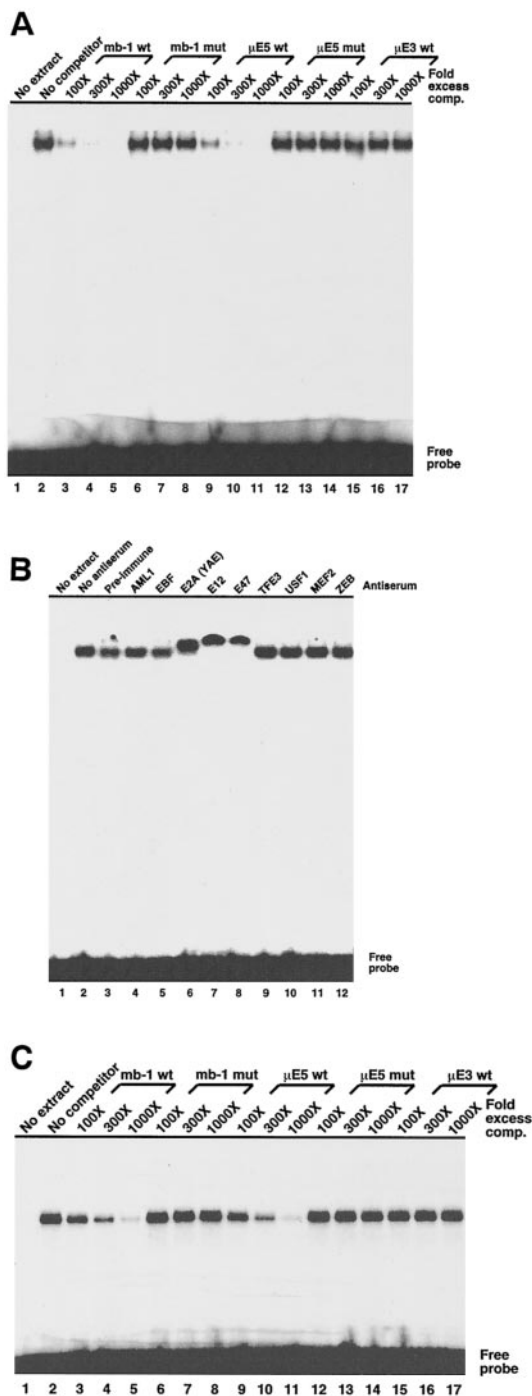 A
mb-1 wt mb-1 mut μE5 wt μE5 mut μE3 wt
No extract No competitor 100X 300X 1000X 100X 300X 1000X 100X 300X 1000X 100X 300X 1000X 100X 300X 1000X Fold excess comp.
Free probe
1 2 3 4 5 6 7 8 9 10 11 12 13 14 15 16 17
B
No extract No antiserum Pre-immune AML1 EBF E2A (YAE) E12 E47 TFE3 USF1 MEF2 ZEB Antiserum
Free probe
1 2 3 4 5 6 7 8 9 10 11 12
C
mb-1 wt mb-1 mut μE5 wt μE5 mut μE3 wt
No extract No competitor 100X 300X 1000X 100X 300X 1000X 100X 300X 1000X 100X 300X 1000X 100X 300X 1000X Fold excess comp.
Free probe
1 2 3 4 5 6 7 8 9 10 11 12 13 14 15 16 17